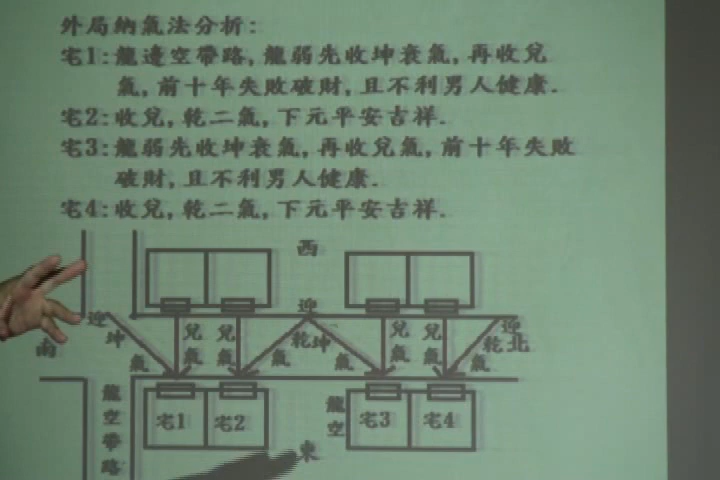 外局納氣法分析:
宅1:龍邊空帶路,龍弱先收坤衰氣,再收兌
氣,前十年失敗破財,且不利男人健康.
宅2:收兌,乾二氣,下元平安吉祥.
宅3:龍弱先收坤衰氣,再收兌氣,前十年失敗
破財,且不利男人健康.
宅4:收兌,乾二氣,下元平安吉祥.
西
迎 迎 迎
南 坤氣 兌氣 兌氣 乾氣 坤氣 兌氣 兌氣 乾氣 北
龍空帶路 宅1 宅2 龍空 宅3 宅4
東